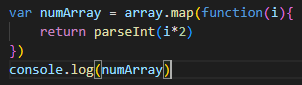 var numArray = array.map(function(i){
    return parseInt(i*2)
})
console.log(numArray)